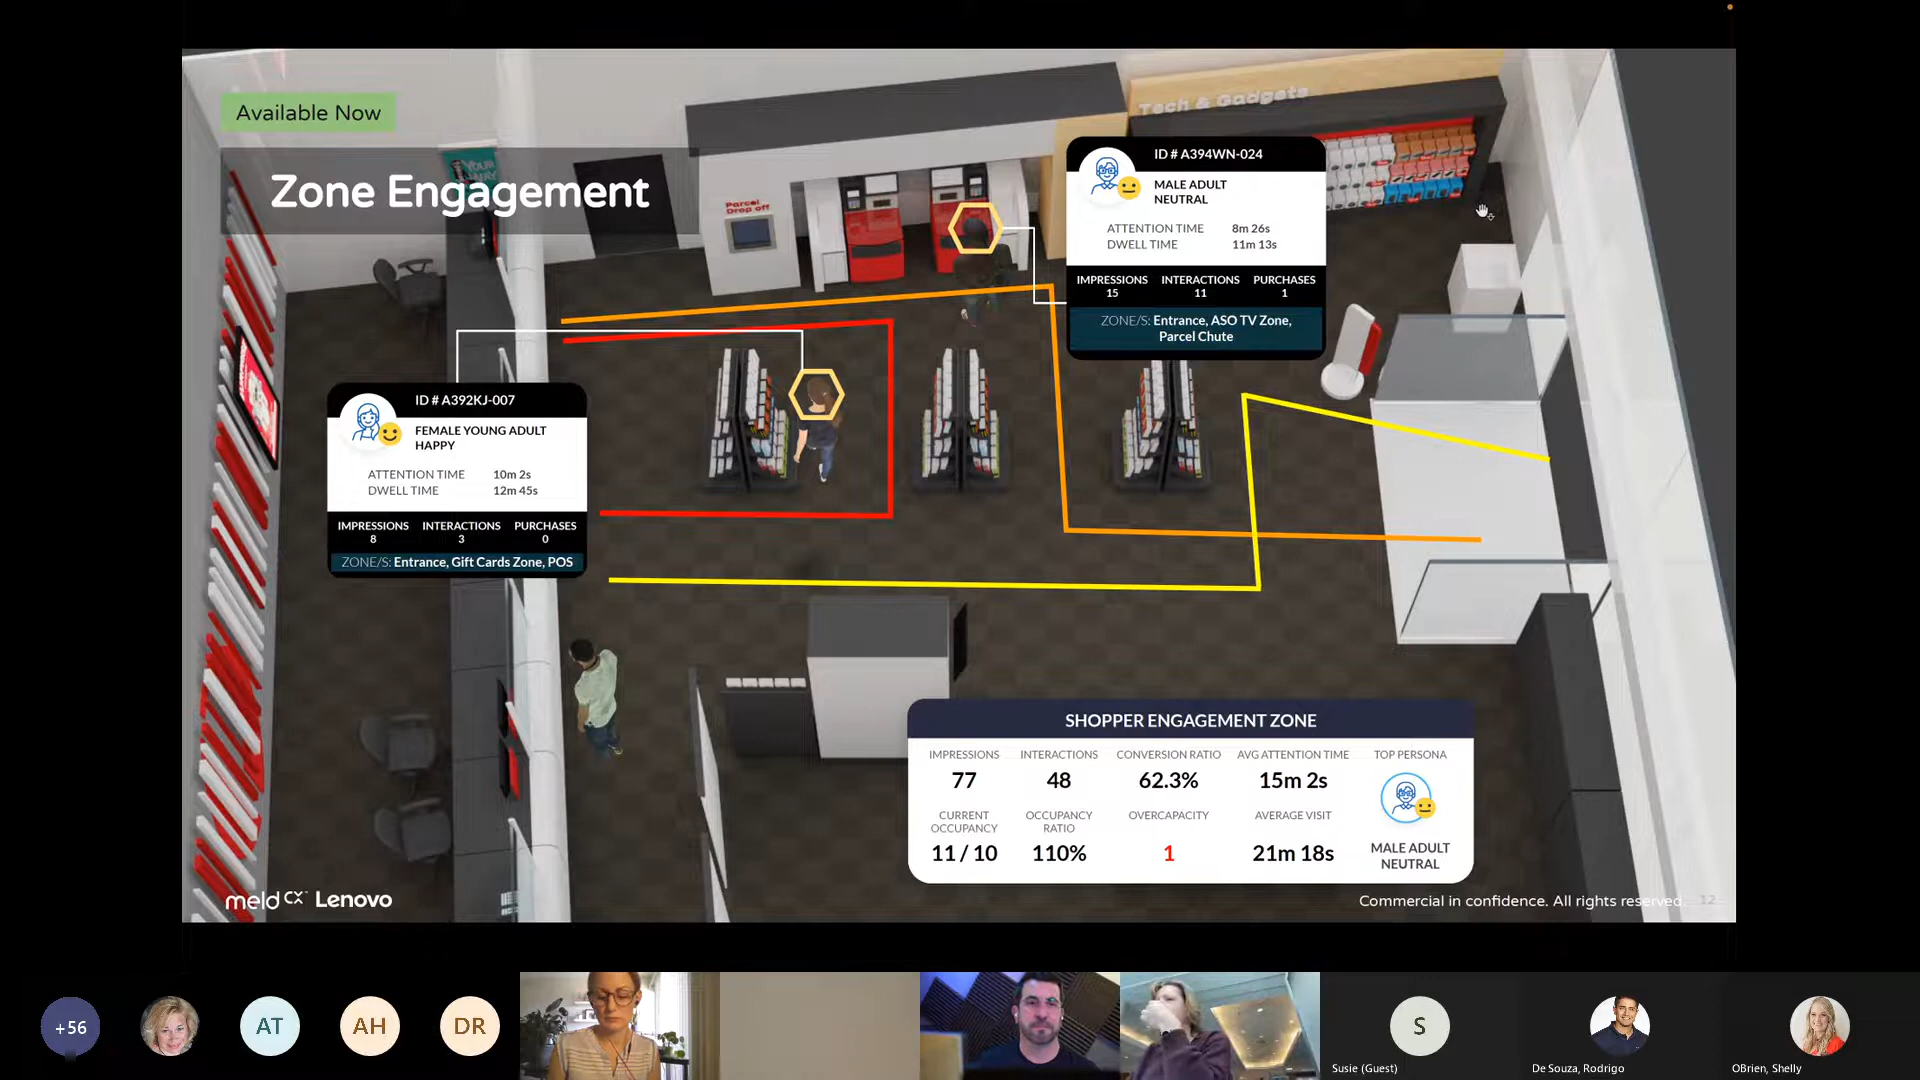 Available Now
Zone Engagement
YOUR
Parcel
Drop off
Tech & Gadgets
ID # A394WN-024
MALE ADULT
NEUTRAL
ATTENTION TIME 8m 26s
DWELL TIME 11m 13s
IMPRESSIONS INTERACTIONS PURCHASES
15 11 1
ZONE/S: Entrance, ASO TV Zone,
Parcel Chute
ID # A392KJ-007
FEMALE YOUNG ADULT
HAPPY
ATTENTION TIME 10m 2s
DWELL TIME 12m 45s
IMPRESSIONS INTERACTIONS PURCHASES
8 3 0
ZONE/S: Entrance, Gift Cards Zone, POS
SHOPPER ENGAGEMENT ZONE
IMPRESSIONS INTERACTIONS CONVERSION RATIO AVG ATTENTION TIME TOP PERSONA
77 48 62.3% 15m 2s
CURRENT OCCUPANCY OVERCAPACITY AVERAGE VISIT
OCCUPANCY RATIO
11 / 10 110% 1 21m 18s MALE ADULT
NEUTRAL
meld CX Lenovo
Commercial in confidence. All rights reserved. 12
+56
AT
AH
DR
S
Susie (Guest)
De Souza, Rodrigo
OBrien, Shelly